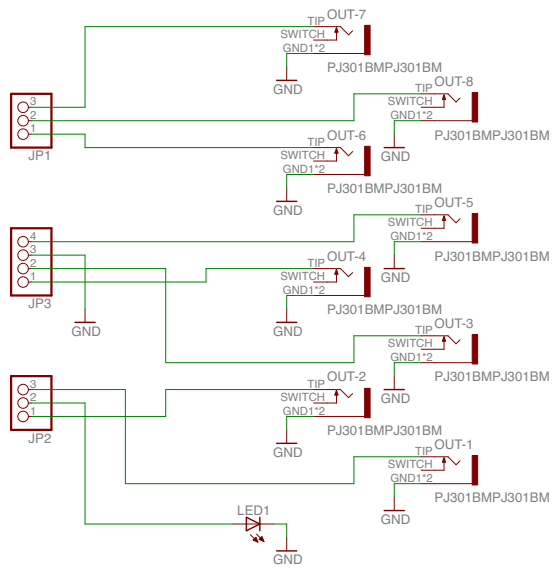 OUT-7
TIP
SWITCH
GND1*2
PJ301BMPJ301BM
GND
OUT-8
TIP
SWITCH
GND1*2
PJ301BMPJ301BM
GND
3
2
1
JP1
OUT-6
TIP
SWITCH
GND1*2
PJ301BMPJ301BM
GND
OUT-5
TIP
SWITCH
GND1*2
PJ301BMPJ301BM
GND
4
3
2
1
JP3
GND
OUT-4
TIP
SWITCH
GND1*2
PJ301BMPJ301BM
GND
OUT-3
TIP
SWITCH
GND1*2
PJ301BMPJ301BM
GND
3
2
1
JP2
OUT-2
TIP
SWITCH
GND1*2
PJ301BMPJ301BM
GND
OUT-1
TIP
SWITCH
GND1*2
PJ301BMPJ301BM
GND
LED1
GND